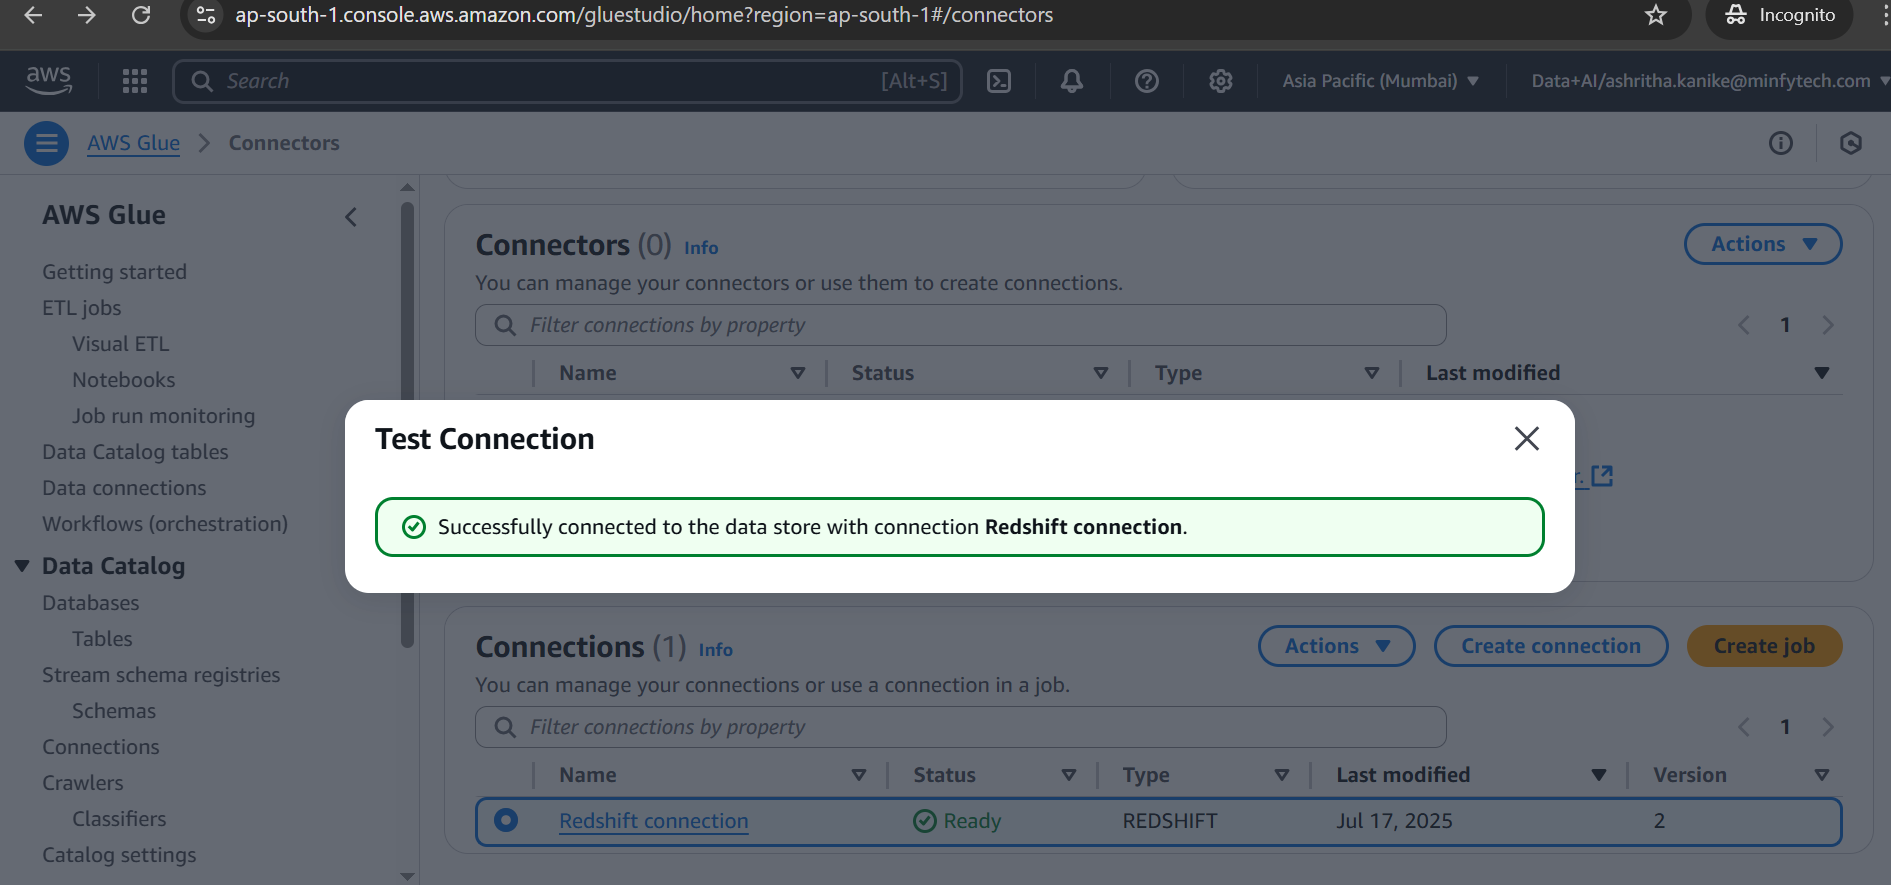 ap-south-1.console.aws.amazon.com/gluestudio/home?region=ap-south-1#/connectors
Incognito
aws
Search
[Alt+S]
Asia Pacific (Mumbai)
Data+AI/ashritha.kanike@minfytech.com
AWS Glue
Connectors
AWS Glue
Getting started
ETL jobs
Visual ETL
Notebooks
Job run monitoring
Data Catalog tables
Data connections
Workflows (orchestration)
Data Catalog
Databases
Tables
Stream schema registries
Schemas
Connections
Crawlers
Classifiers
Catalog settings
Connectors (0) Info
Actions
You can manage your connectors or use them to create connections.
Filter connections by property
1
Name Status Type Last modified
Test Connection
Successfully connected to the data store with connection Redshift connection.
Connections (1) Info
Actions
Create connection
Create job
You can manage your connections or use a connection in a job.
Filter connections by property
1
Name Status Type Last modified Version
Redshift connection Ready REDSHIFT Jul 17, 2025 2